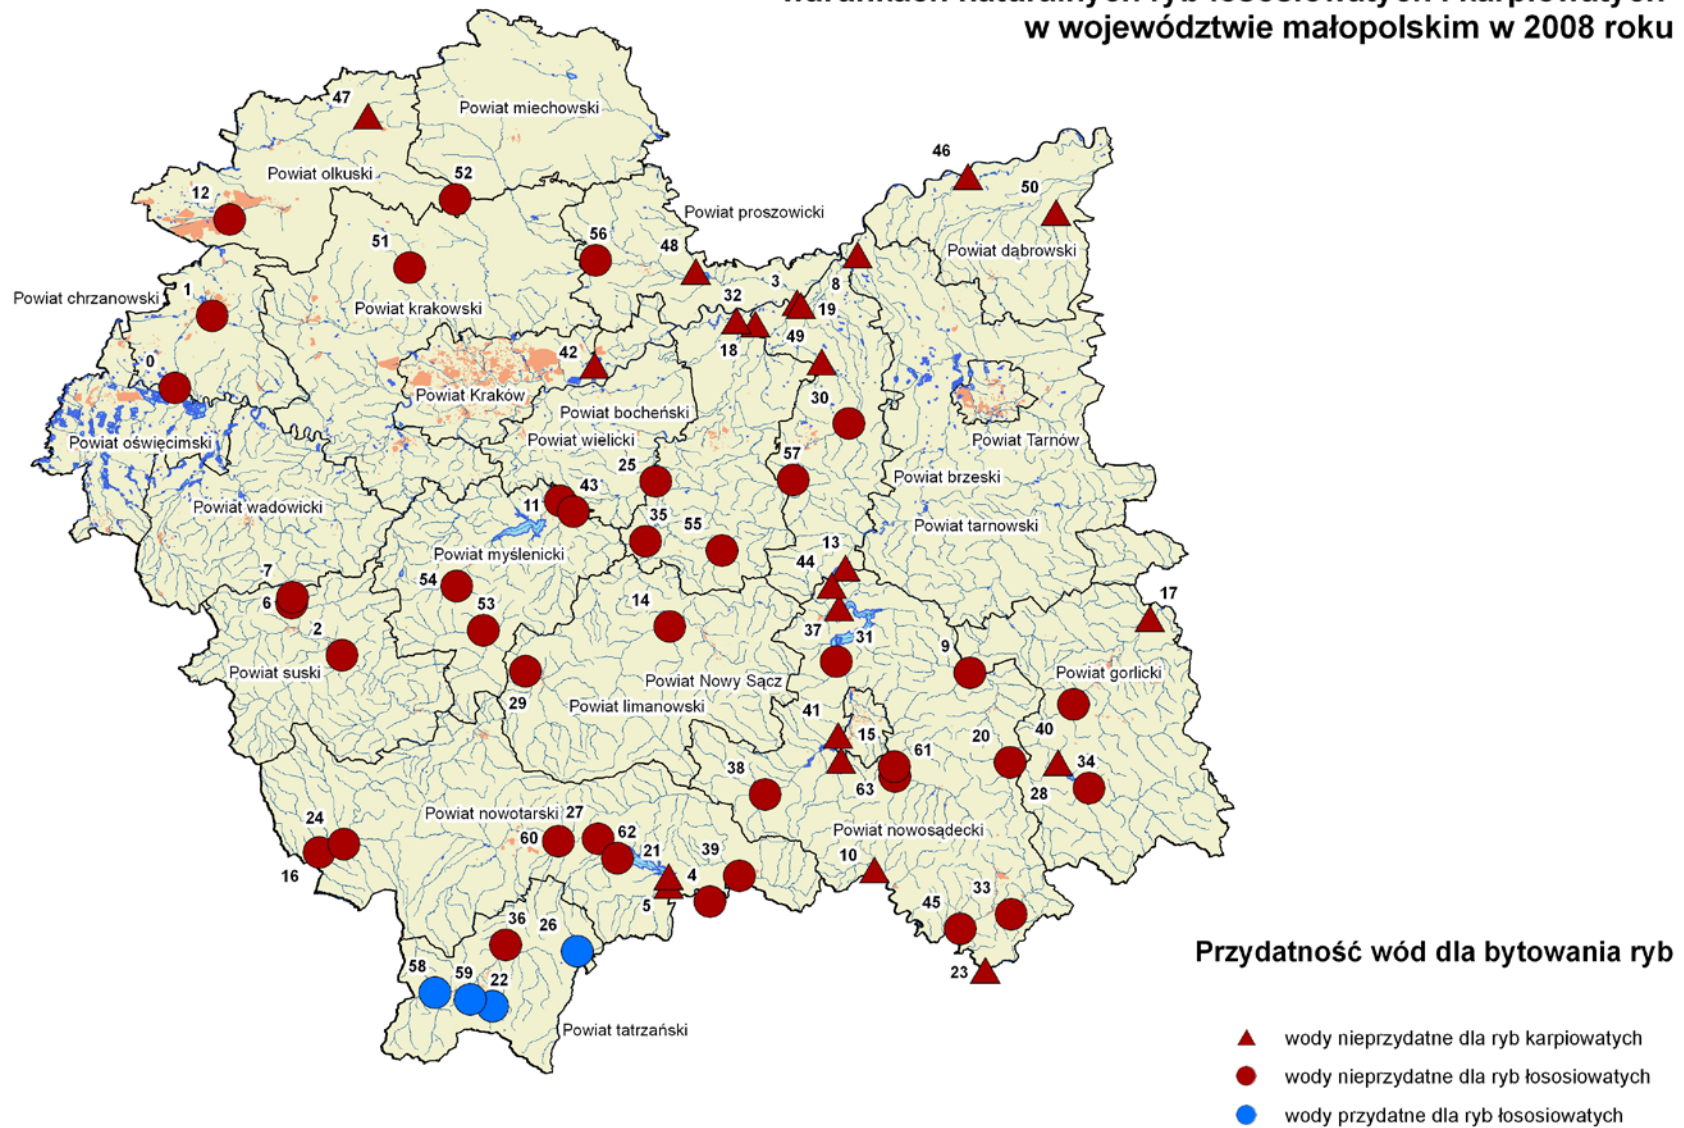 warunkach naturalnych ryb łososiowatych i karpiowatych
w województwie małopolskim w 2008 roku
47
Powiat miechowski
46
Powiat olkuski
52
50
12
Powiat proszowicki
51
56
48
Powiat dąbrowski
Powiat chrzanowski
1
3
8
32
Powiat krakowski
19
18
49
42
0
Powiat Kraków
30
Powiat bocheński
Powiat oświęcimski
Powiat wielicki
Powiat Tarnów
57
25
Powiat brzeski
43
11
Powiat wadowicki
35
55
Powiat tarnowski
13
Powiat myślenicki
44
7
54
6
53
14
17
2
37
31
9
Powiat suski
Powiat Nowy Sącz
Powiat gorlicki
29
Powiat limanowski
41
15
61
20
40
38
34
63
28
Powiat nowotarski
27
24
60
62
Powiat nowosądecki
21
39
10
16
4
5
33
45
36
26
Przydatność wód dla bytowania ryb
58
59
22
23
Powiat tatrzański
wody nieprzydatne dla ryb karpiowatych
wody nieprzydatne dla ryb łososiowatych
wody przydatne dla ryb łososiowatych